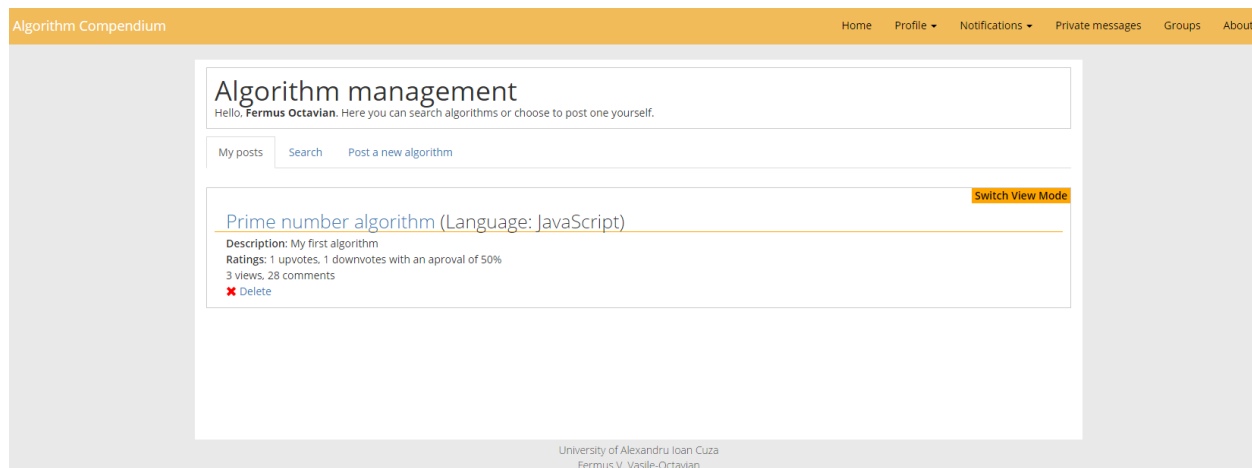 Algorithm Compendium
Home Profile Notifications Private messages Groups About
Algorithm management
Hello, Fermus Octavian. Here you can search algorithms or choose to post one yourself.
My posts Search Post a new algorithm
Switch View Mode
Prime number algorithm (Language: JavaScript)
Description: My first algorithm
Ratings: 1 upvotes, 1 downvotes with an aproval of 50%
3 views, 28 comments
Delete
University of Alexandru Ioan Cuza
Fermus V. Vasile-Octavian